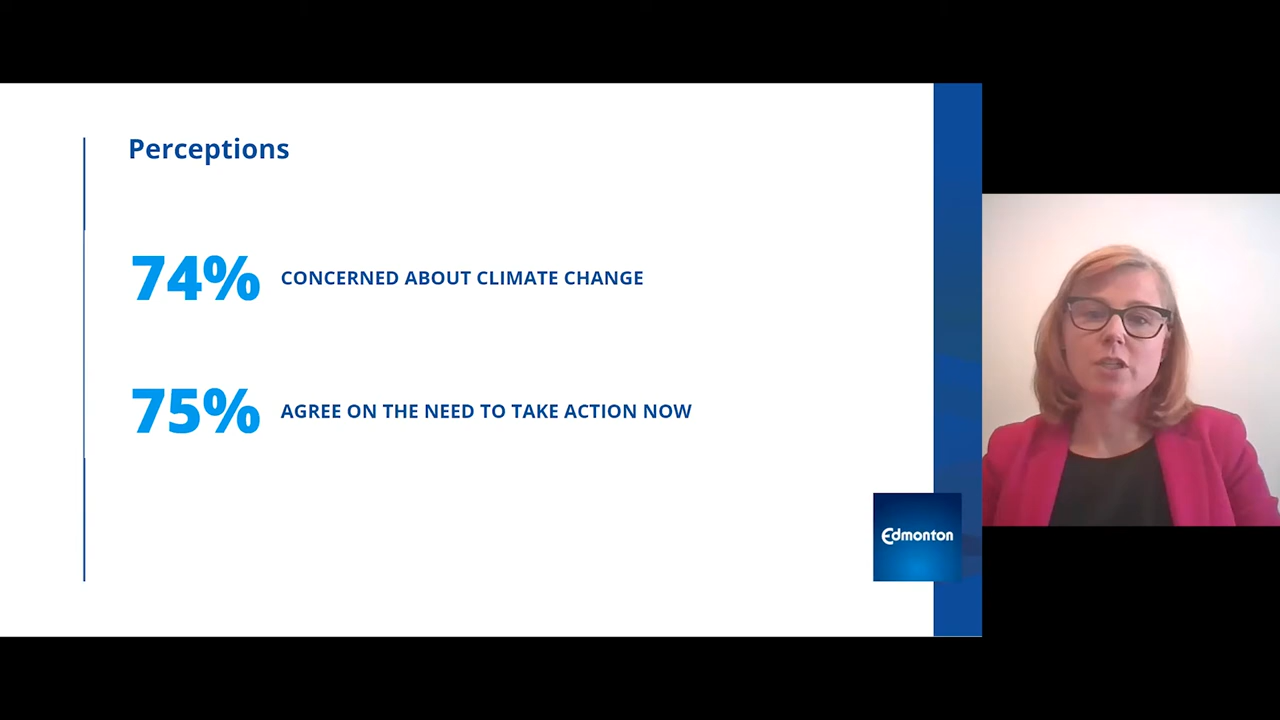 Perceptions
74% CONCERNED ABOUT CLIMATE CHANGE
75% AGREE ON THE NEED TO TAKE ACTION NOW
Edmonton